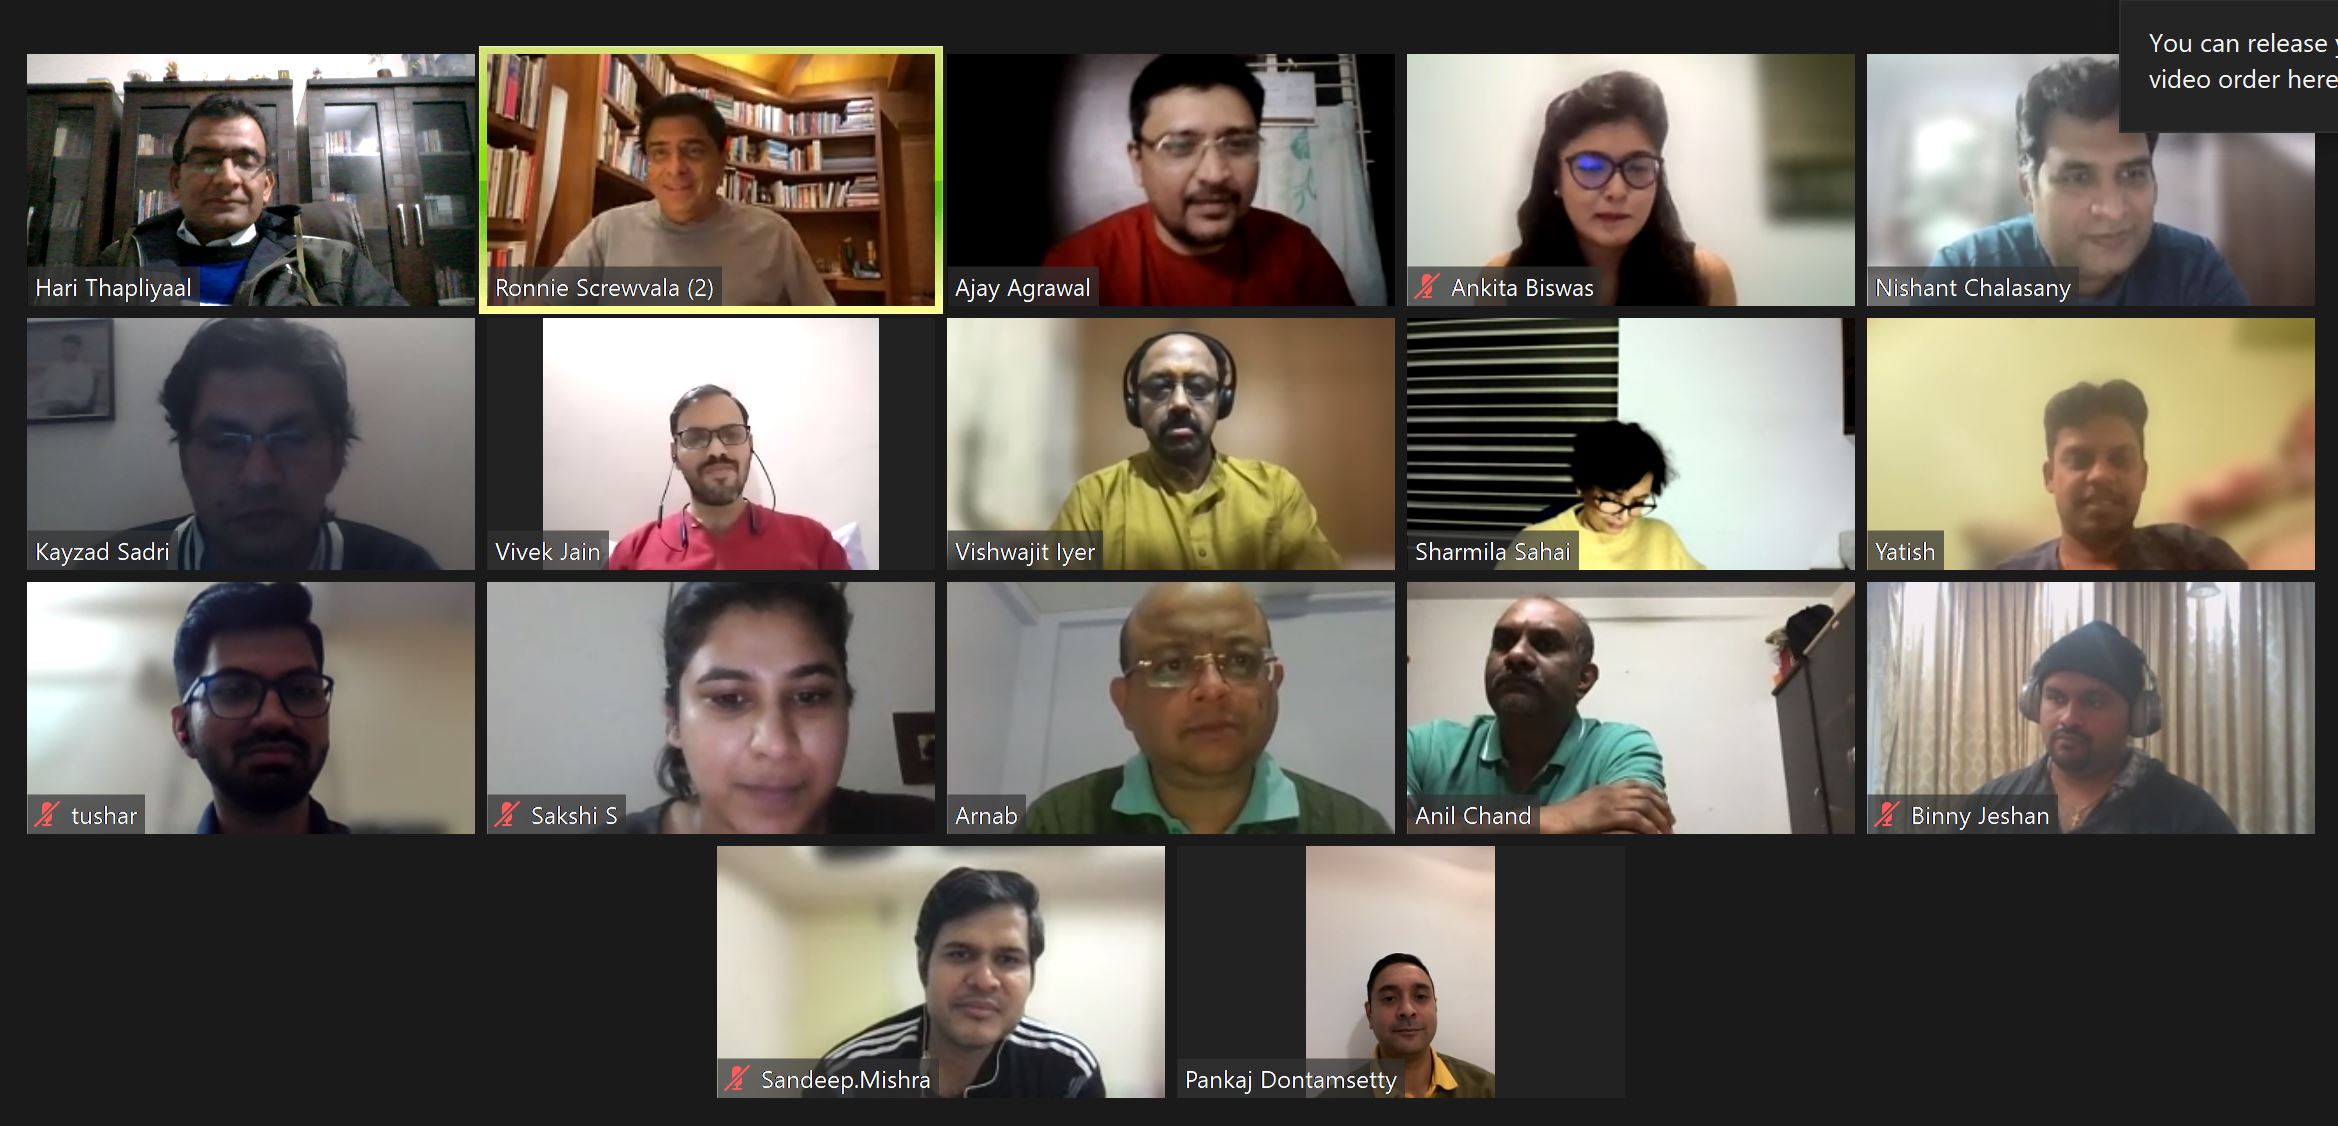 You can release
video order here
Hari Thapliyaal
Ronnie Screwvala (2)
Ajay Agrawal
Ankita Biswas
Nishant Chalasany
Kayzad Sadri
Vivek Jain
Vishwajit Iyer
Sharmila Sahai
Yatish
tushar
Sakshi S
Arnab
Anil Chand
Binny Jeshan
Sandeep.Mishra
Pankaj Dontamsetty